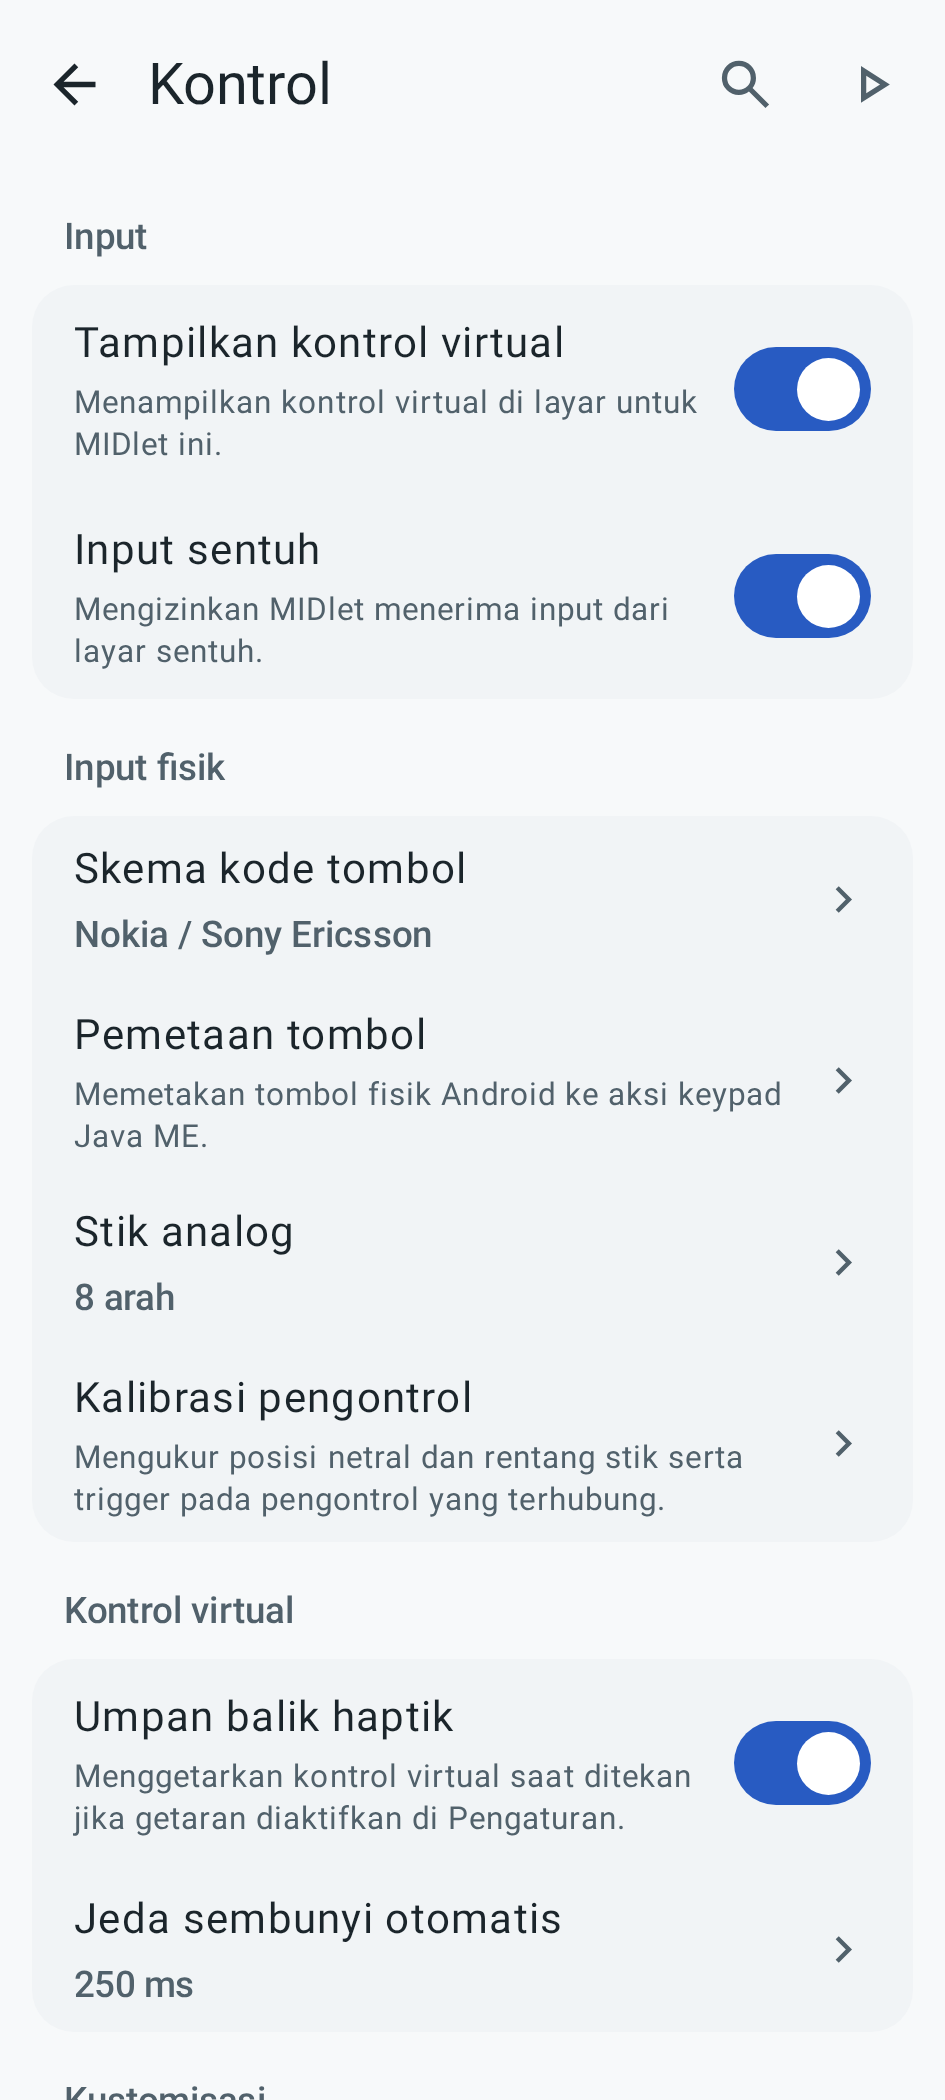 Kontrol
Input
Tampilkan kontrol virtual
Menampilkan kontrol virtual di layar untuk
MIDlet ini.
Input sentuh
Mengizinkan MIDlet menerima input dari
layar sentuh.
Input fisik
Skema kode tombol
Nokia / Sony Ericsson
Pemetaan tombol
Memetakan tombol fisik Android ke aksi keypad
Java ME.
Stik analog
8 arah
Kalibrasi pengontrol
Mengukur posisi netral dan rentang stik serta
trigger pada pengontrol yang terhubung.
Kontrol virtual
Umpan balik haptik
Menggetarkan kontrol virtual saat ditekan
jika getaran diaktifkan di Pengaturan.
Jeda sembunyi otomatis
250 ms
Kustomisasi